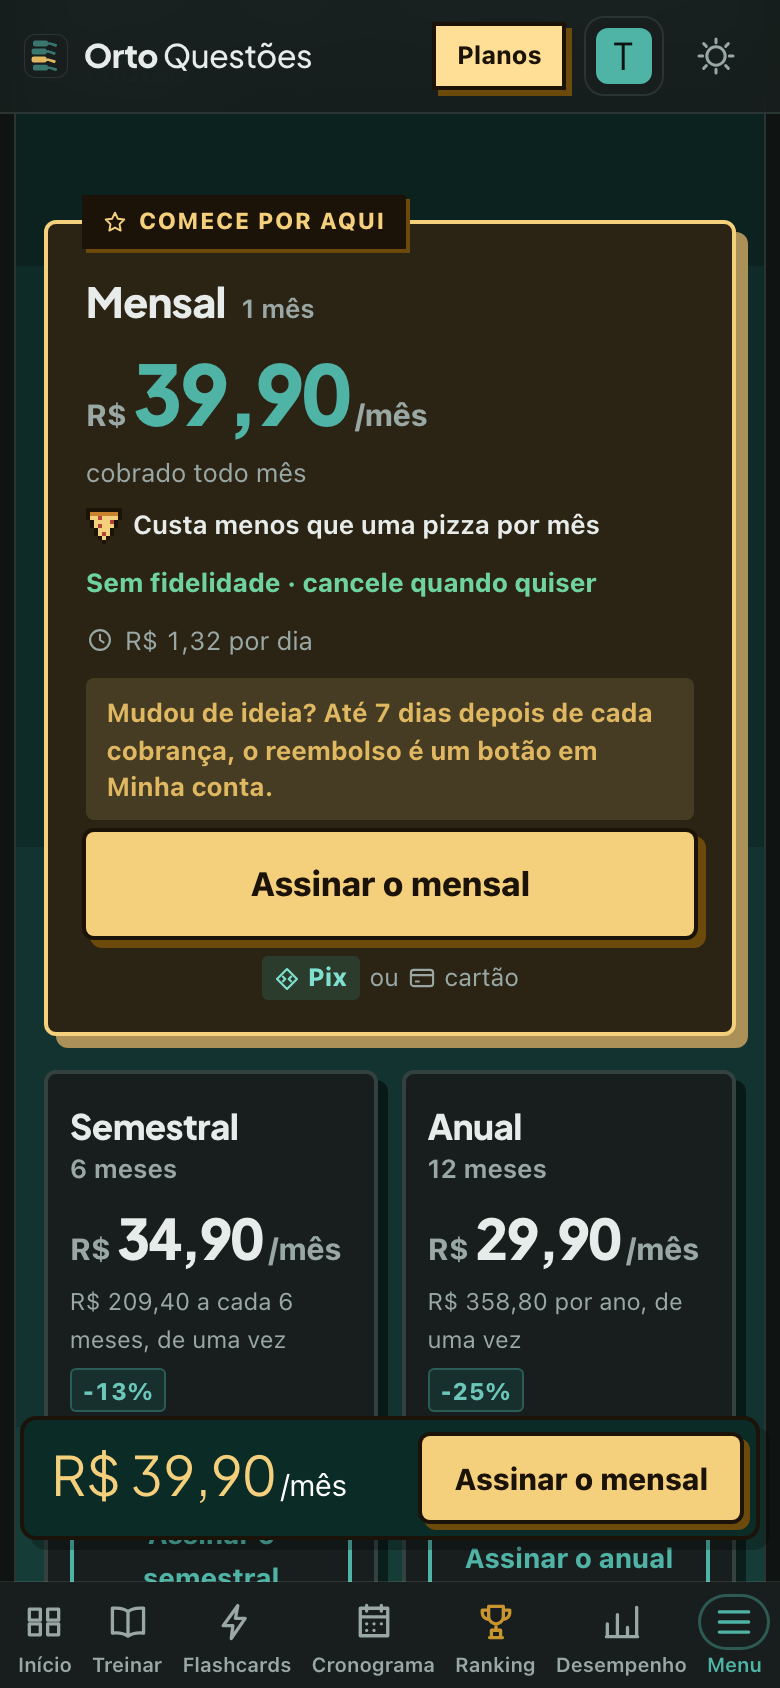 Orto Questões
Planos
T
COMECE POR AQUI
Mensal 1 mês
R$ 39,90/mês
cobrado todo mês
Custa menos que uma pizza por mês
Sem fidelidade · cancele quando quiser
R$ 1,32 por dia
Mudou de ideia? Até 7 dias depois de cada
cobrança, o reembolso é um botão em
Minha conta.
Assinar o mensal
Pix ou cartão
Semestral
6 meses
R$ 34,90/mês
R$ 209,40 a cada 6
meses, de uma vez
-13%
Anual
12 meses
R$ 29,90/mês
R$ 358,80 por ano, de
uma vez
-25%
R$ 39,90/mês
Assinar o mensal
Assinar o
semestral
Assinar o anual
Início
Treinar
Flashcards
Cronograma
Ranking
Desempenho
Menu